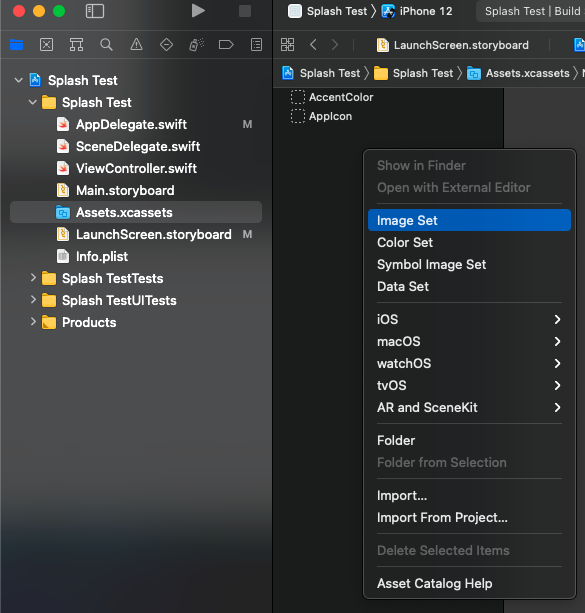 Splash Test
iPhone 12
Splash Test | Build
LaunchScreen.storyboard
Splash Test
Splash Test
Assets.xcassets
Splash Test
Splash Test
AppDelegate.swift M
SceneDelegate.swift
ViewController.swift
Main.storyboard
Assets.xcassets
LaunchScreen.storyboard M
Info.plist
Splash TestTests
Splash TestUITests
Products
AccentColor
AppIcon
Show in Finder
Open with External Editor
Image Set
Color Set
Symbol Image Set
Data Set
iOS
macOS
watchOS
tvOS
AR and SceneKit
Folder
Folder from Selection
Import...
Import From Project...
Delete Selected Items
Asset Catalog Help